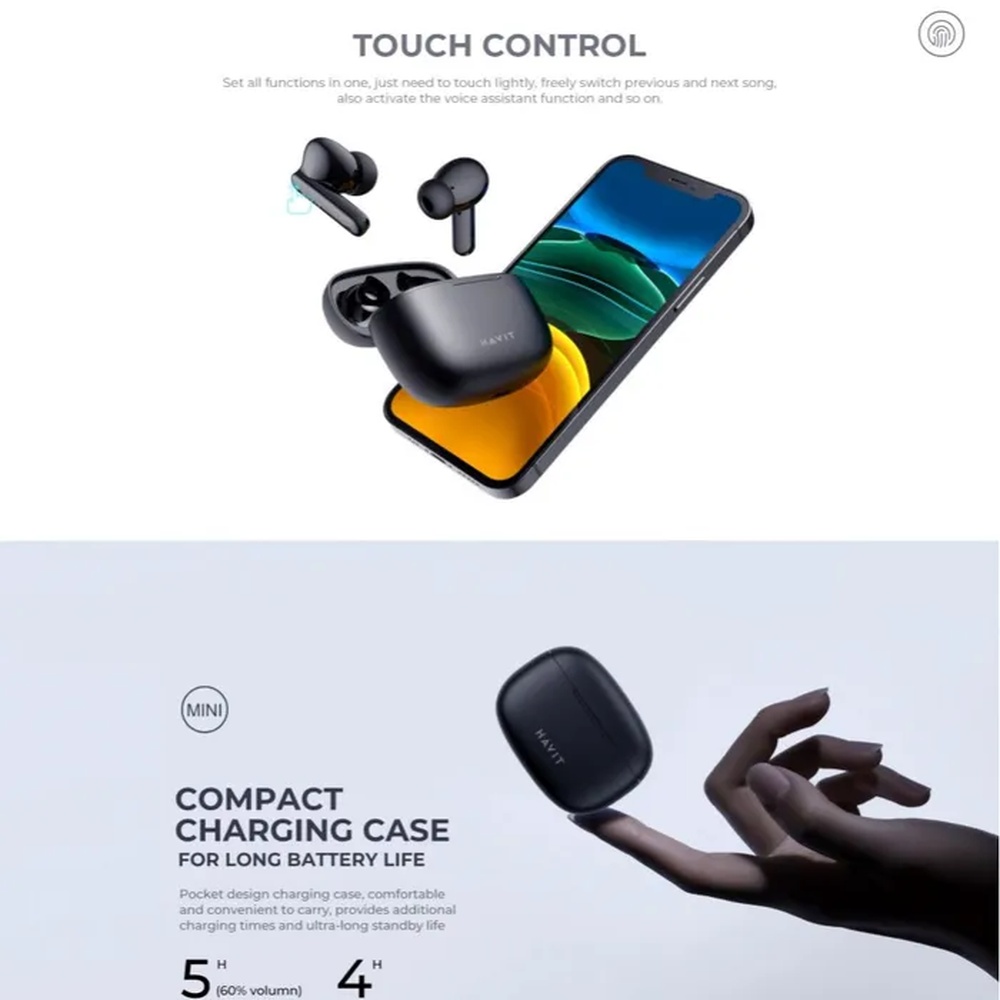 TOUCH CONTROL
Set all functions in one, just need to touch lightly, freely switch previous and next song,
also activate the voice assistant function and so on.
HAVIT
MINI
HAVIT
COMPACT
CHARGING CASE
FOR LONG BATTERY LIFE
Pocket design charging case, comfortable
and convenient to carry, provides additional
charging times and ultra-long standby life
5H (60% volumn) 4H